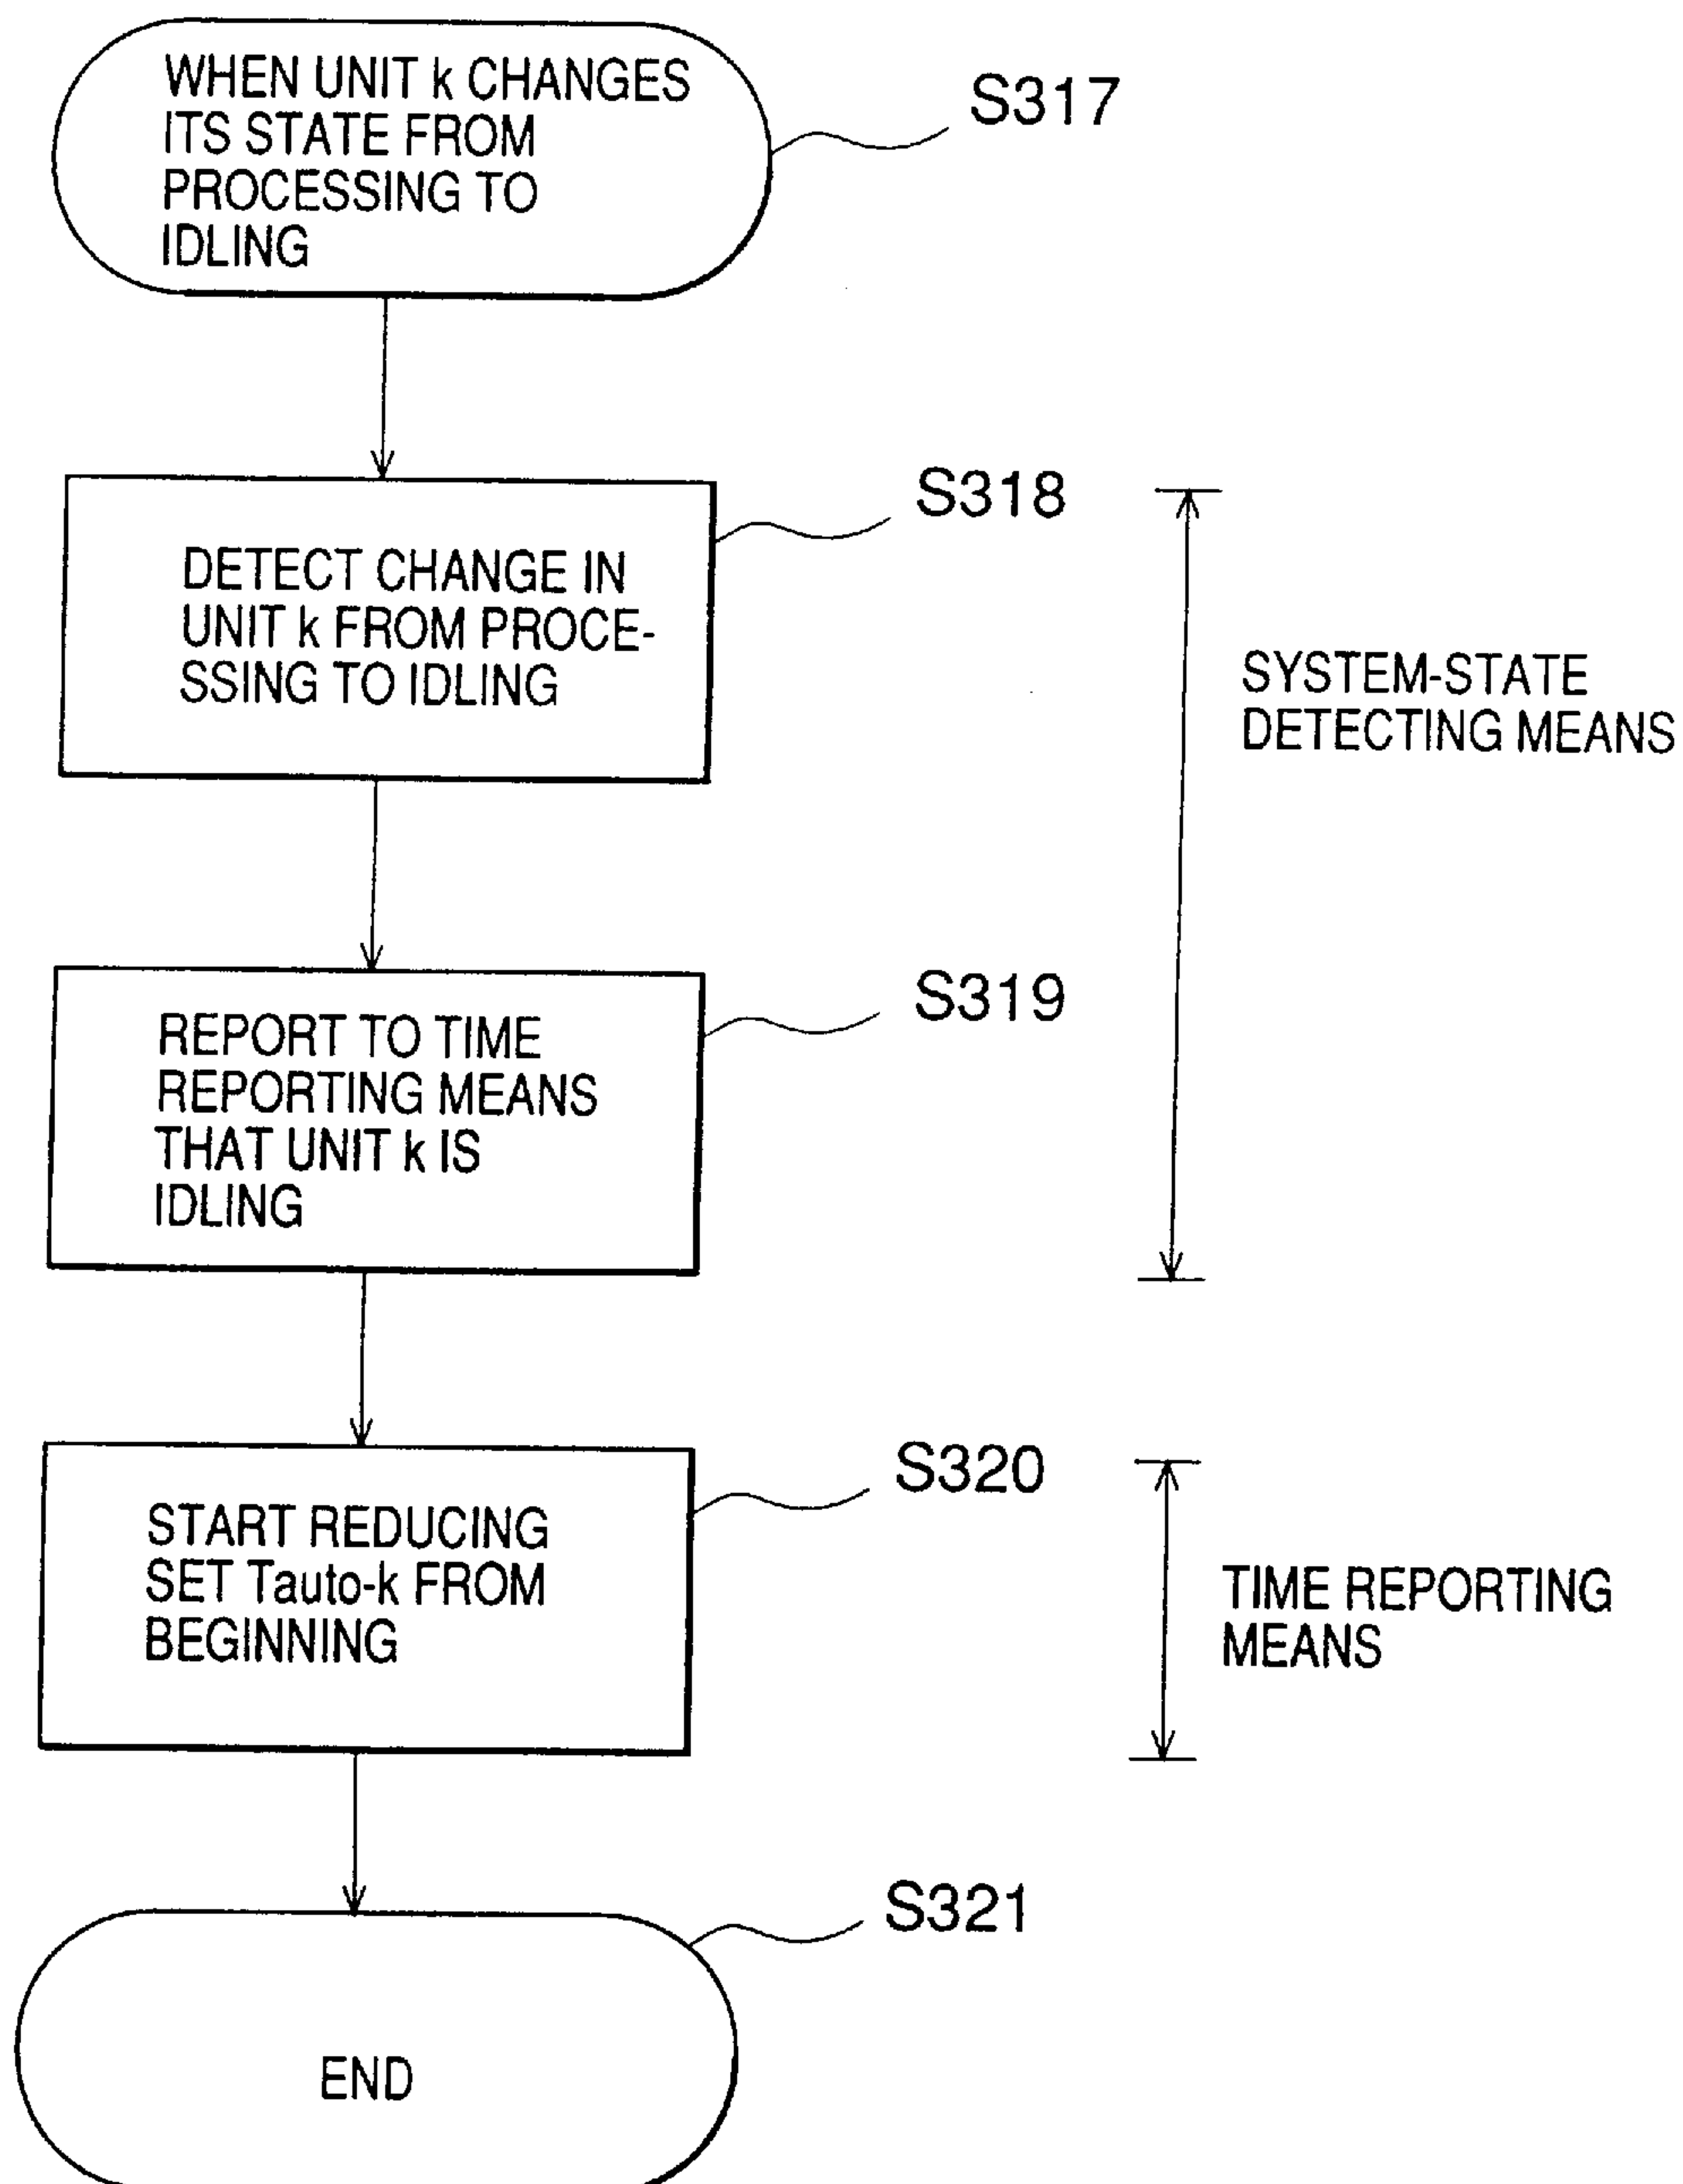 WHEN UNIT k CHANGES
ITS STATE FROM
PROCESSING TO
IDLING
S317
S318
DETECT CHANGE IN
UNIT k FROM PROCE-
SSING TO IDLING
SYSTEM-STATE
DETECTING MEANS
S319
REPORT TO TIME
REPORTING MEANS
THAT UNIT k IS
IDLING
S320
START REDUCING
SET Tauto-k FROM
BEGINNING
TIME REPORTING
MEANS
S321
END